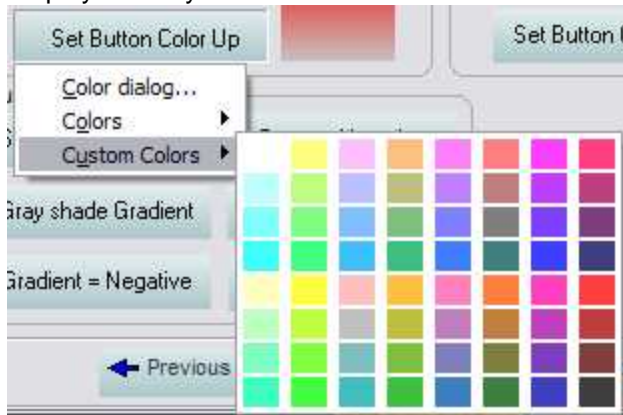 Set Button Color Up
Set Button
Color dialog...
Colors
Custom Colors
Gray shade Gradient
Gradient = Negative
Previous